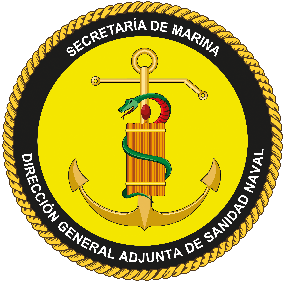 SECRETARÍA DE MARINA
DIRECCIÓN GENERAL ADJUNTA DE SANIDAD NAVAL